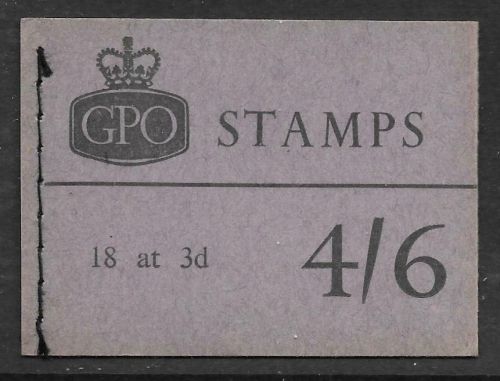 GPO STAMPS
18 at 3d 4/6